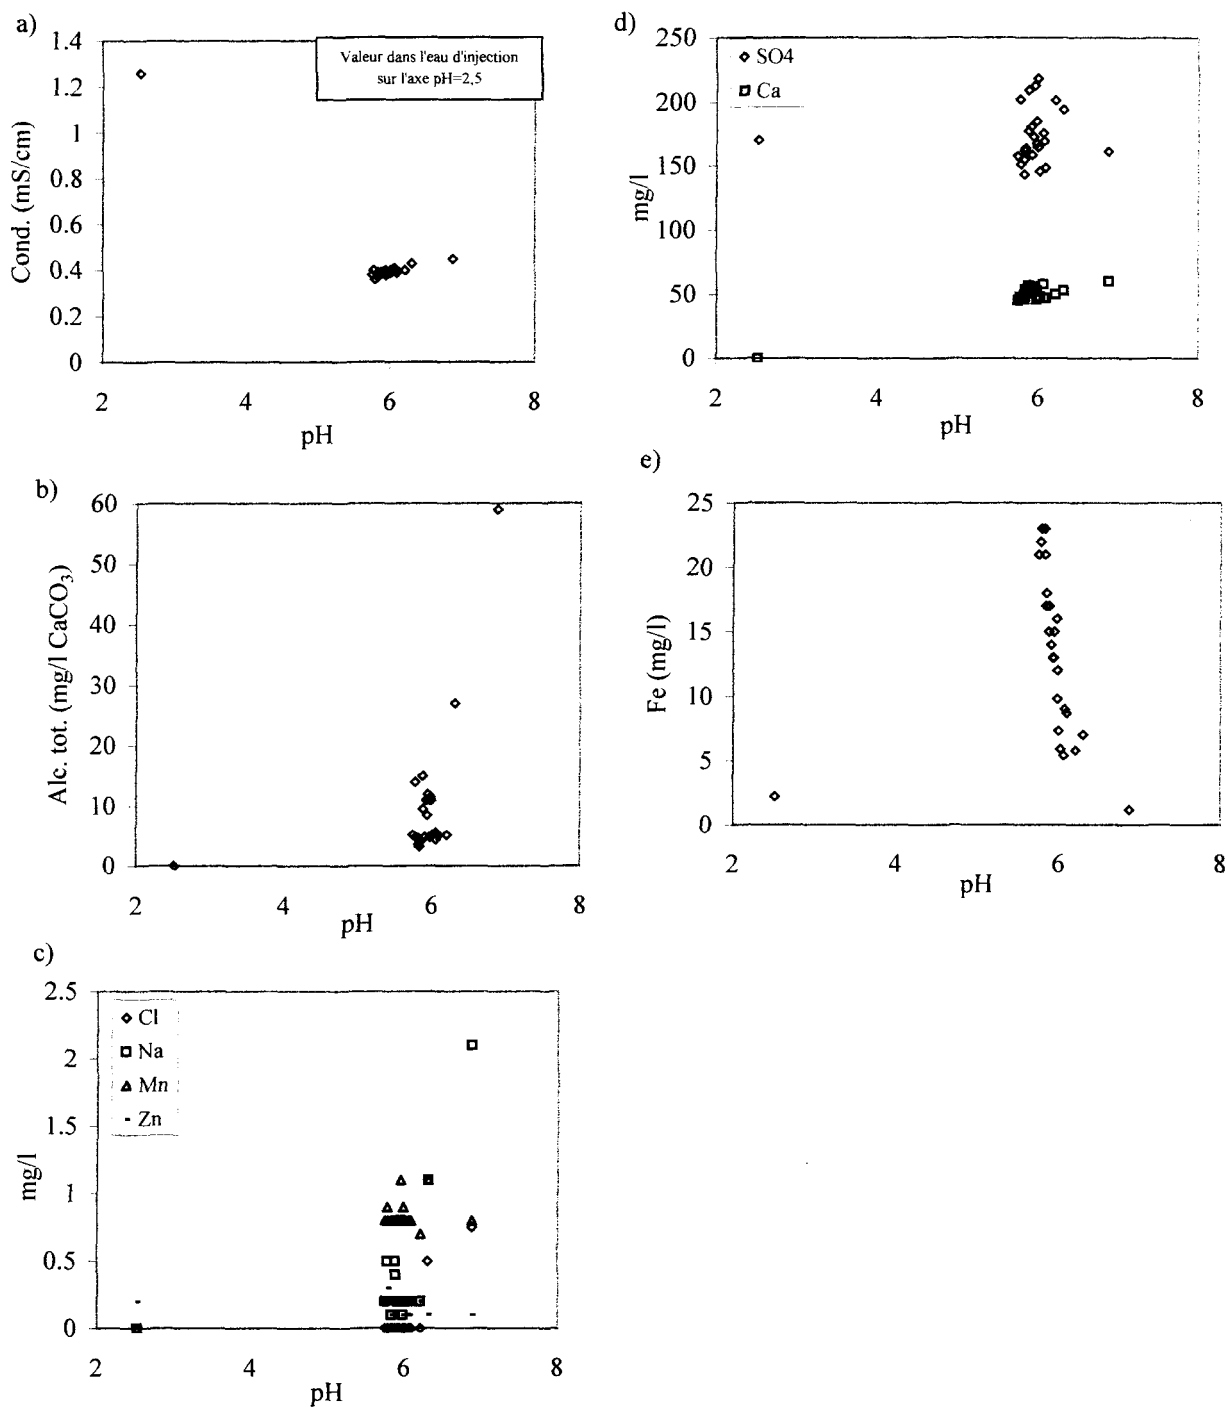 a)
1.4
1.2
1
0.8
0.6
0.4
0.2
0
2 4 6 8
pH
Cond. (mS/cm)
Valeur dans l'eau d'injection
sur l'axe pH=2,5
b)
60
50
40
30
20
10
0
2 4 6 8
pH
Alc. tot. (mg/l CaCO₃)
c)
2.5
2
1.5
1
0.5
0
2 4 6 8
pH
mg/l
Cl
Na
Mn
Zn
d)
250
200
150
100
50
0
2 4 6 8
pH
mg/l
SO4
Ca
e)
25
20
15
10
5
0
2 4 6 8
pH
Fe (mg/l)